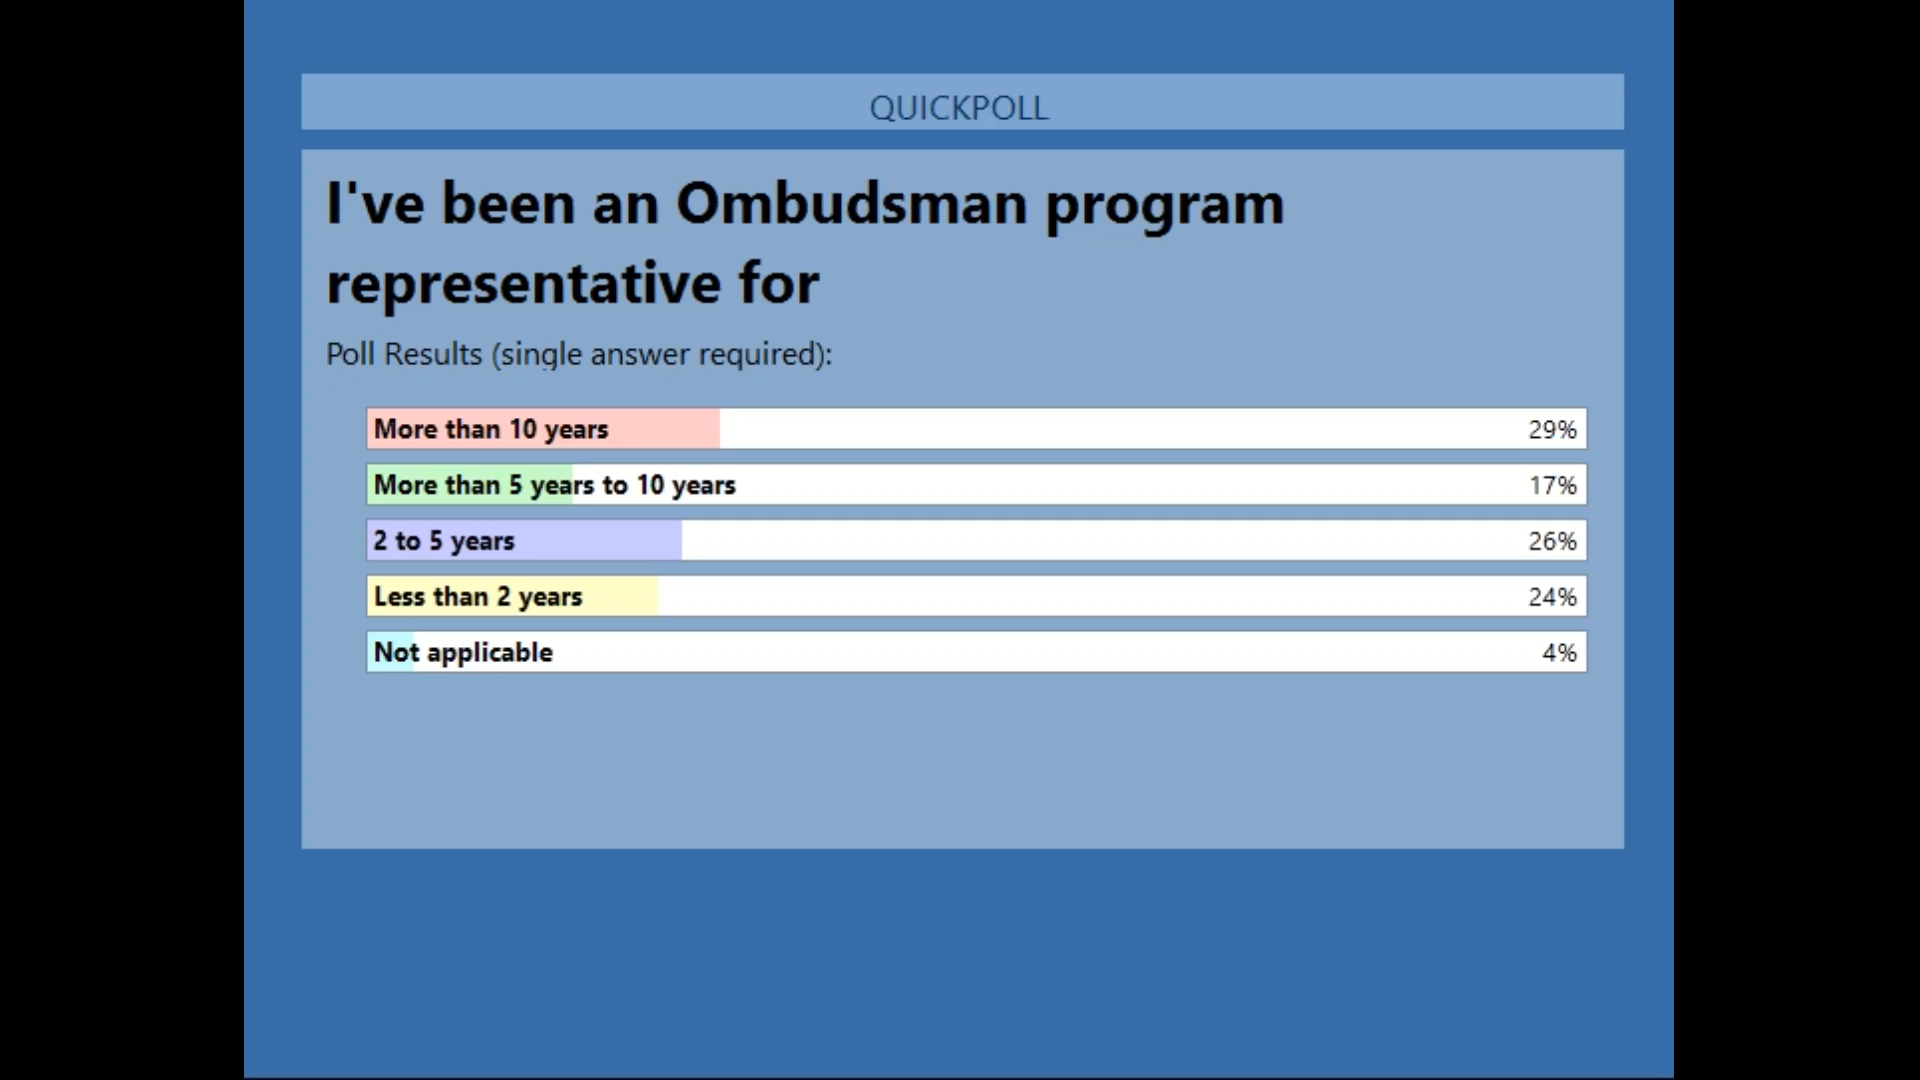 QUICKPOLL
I've been an Ombudsman program
representative for
Poll Results (single answer required):
More than 10 years 29%
More than 5 years to 10 years 17%
2 to 5 years 26%
Less than 2 years 24%
Not applicable 4%